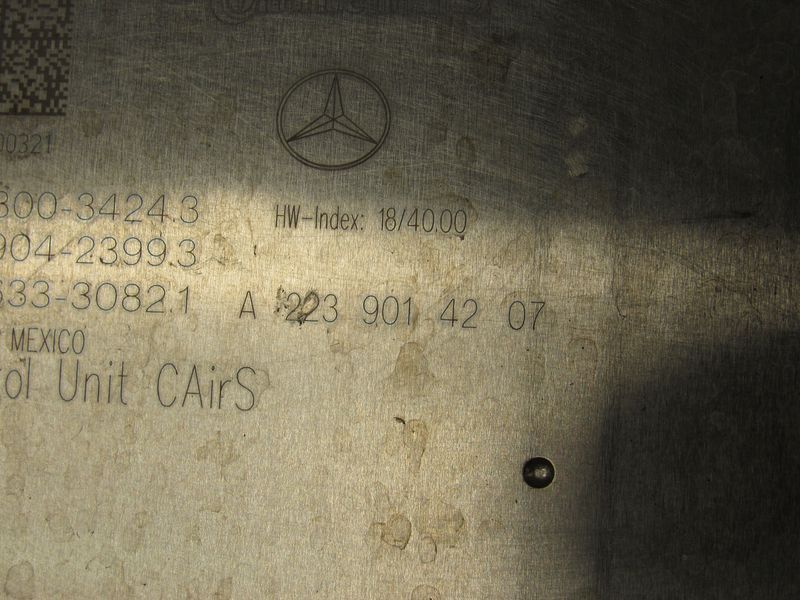 00321
300-3424.3
HW-Index: 18/40.00
904-2399.3
633-3082.1
A 223 901 42 07
MEXICO
ol Unit CAirS